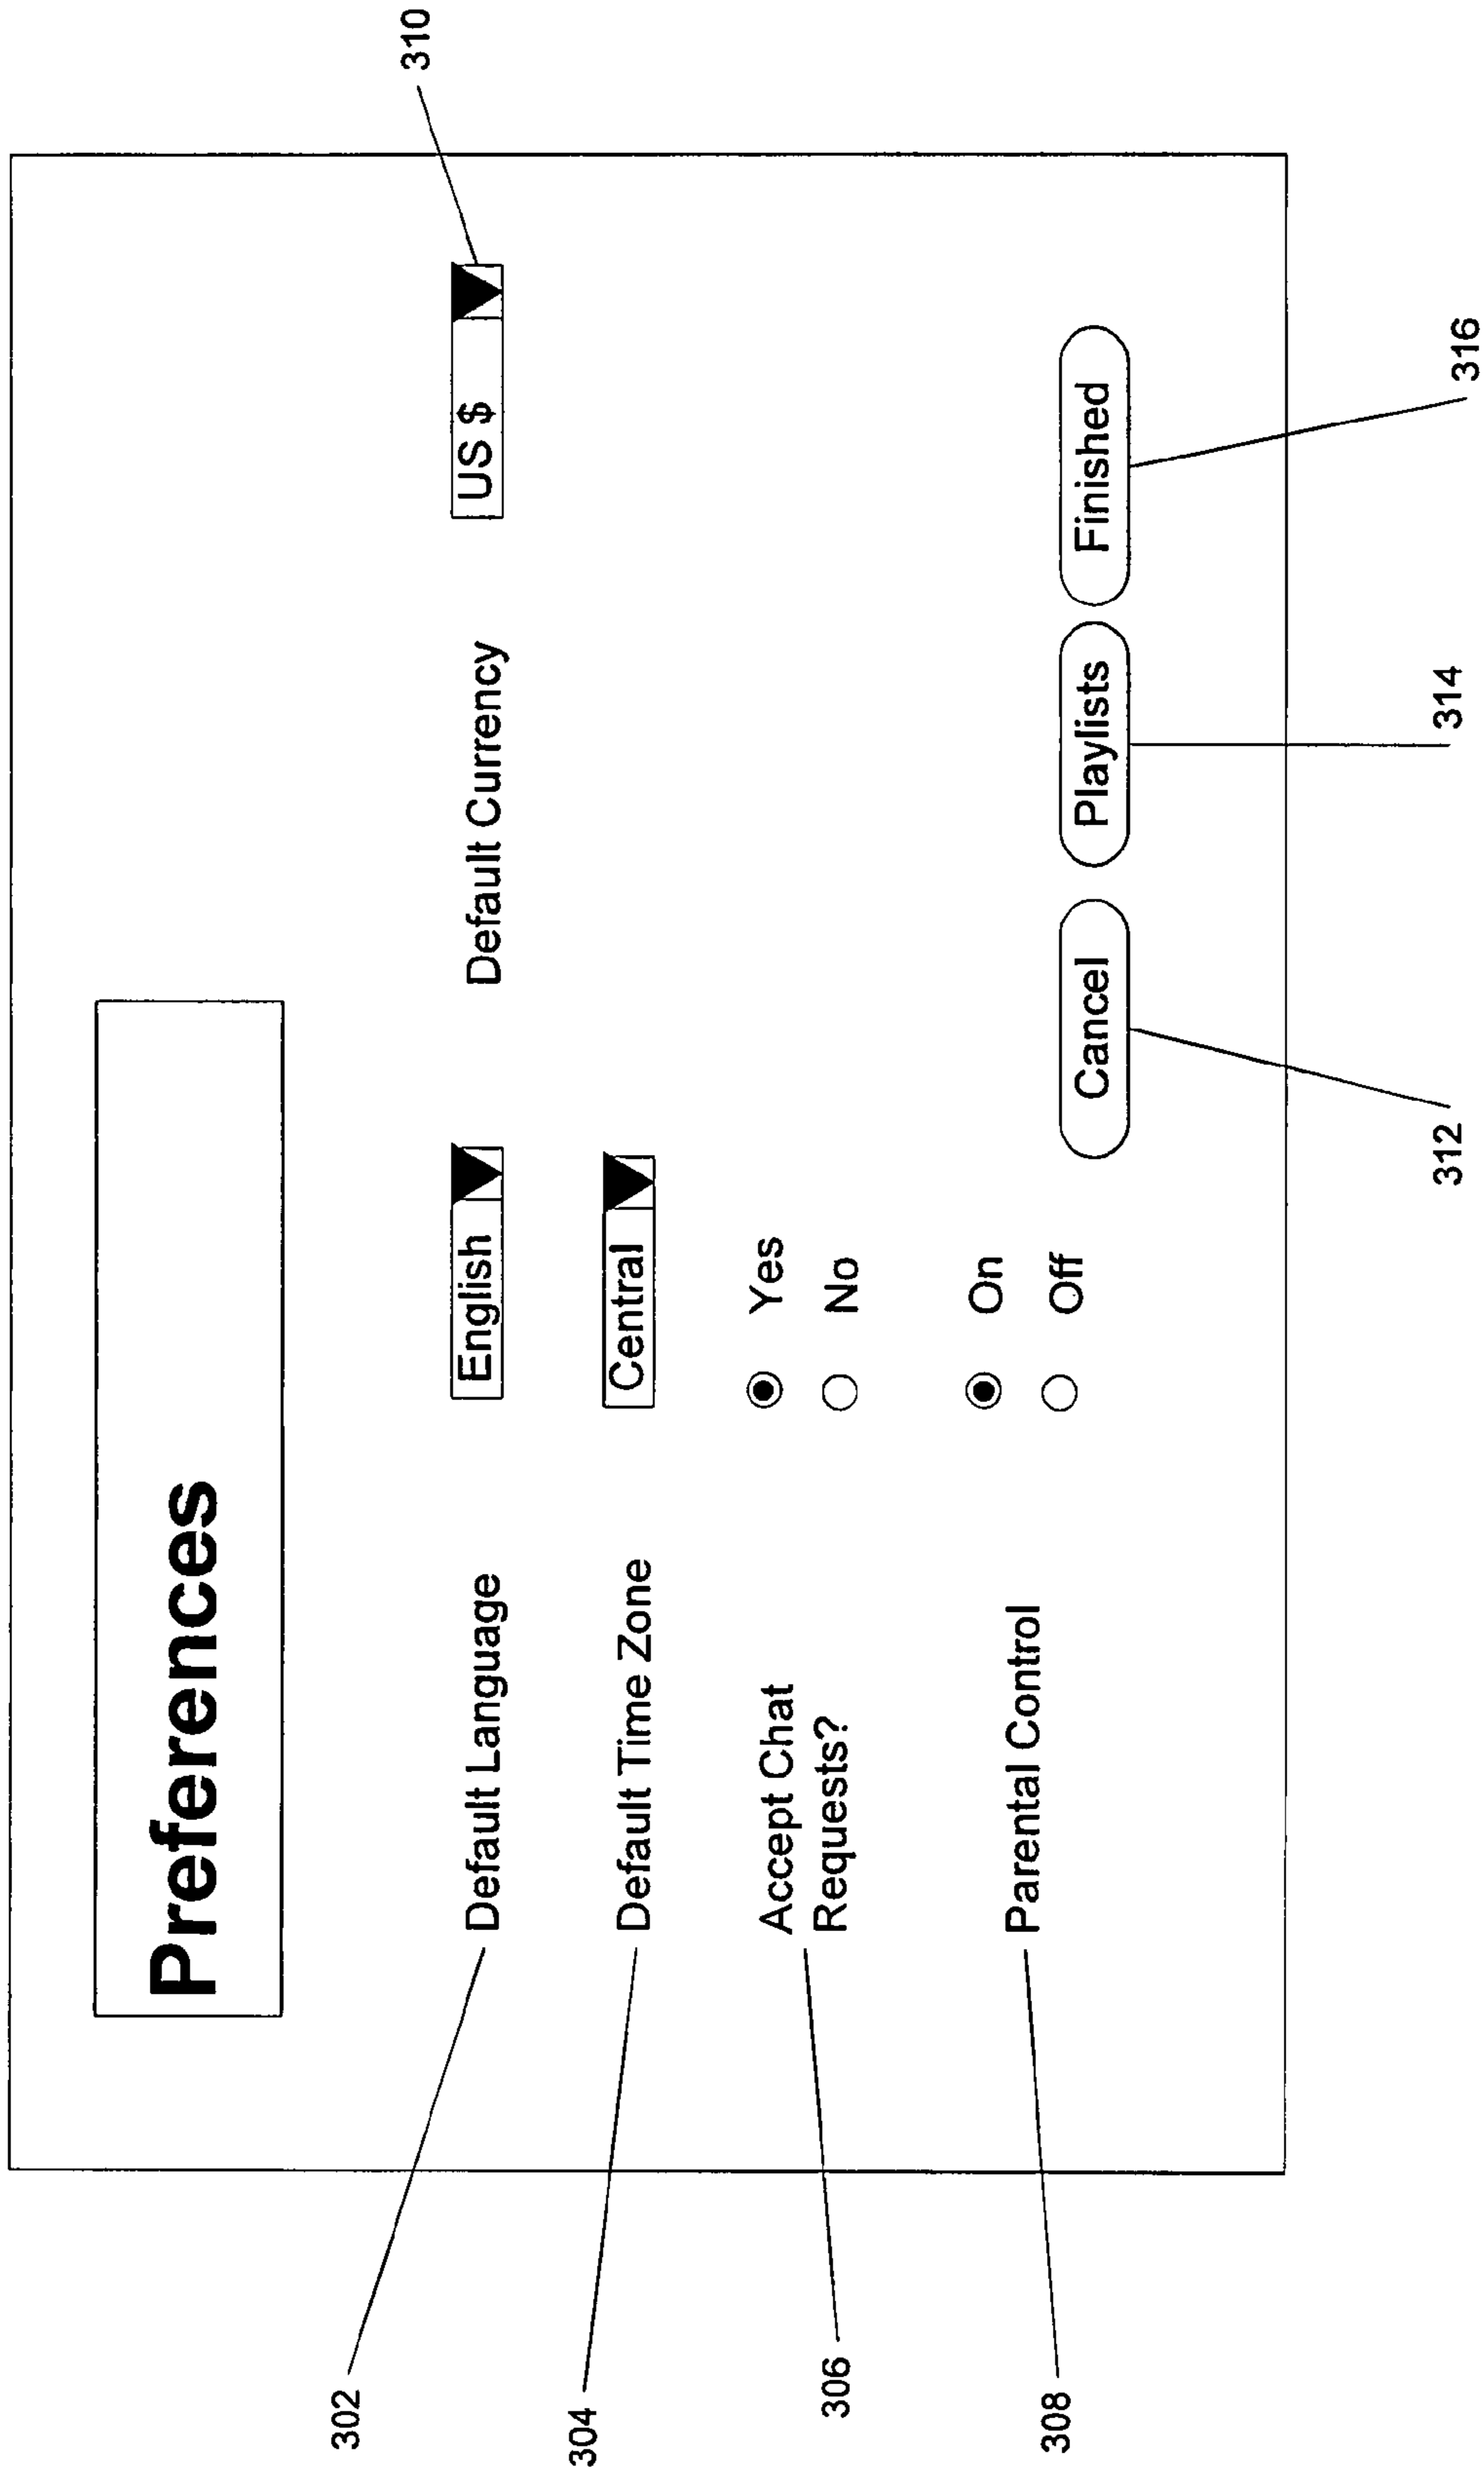 Preferences
310
302
Default Language
English
Default Currency
US $
304
Default Time Zone
Central
306
Accept Chat
Requests?
Yes
No
308
Parental Control
On
Off
Cancel
Playlists
Finished
312
314
316